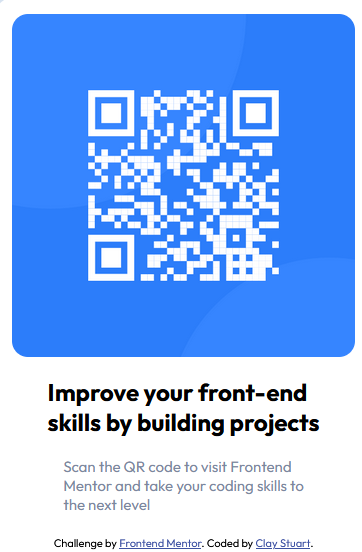 Improve your front-end
skills by building projects
Scan the QR code to visit Frontend
Mentor and take your coding skills to
the next level
Challenge by Frontend Mentor. Coded by Clay Stuart.